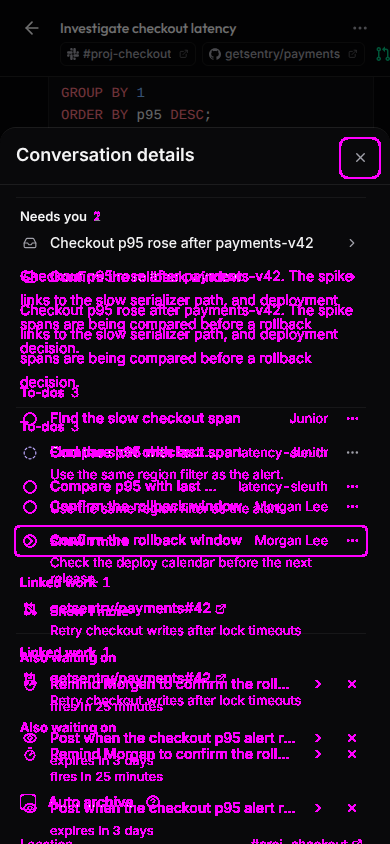 Investigate checkout latency
#proj-checkout getsentry/payments
GROUP BY 1
ORDER BY p95 DESC;
Conversation details
Needs you 2
Checkout p95 rose after payments-v42
Checkout p95 rose after payments-v42. The spike
links to the slow serializer path, and deployment
spans are being compared before a rollback
decision.
To-dos 3
Find the slow checkout span Junior
Compare p95 with last ... latency-sleuth
Use the same region filter as the alert.
Confirm the rollback window Morgan Lee
Check the deploy calendar before the next
release.
Linked work 1
getsentry/payments#42
Retry checkout writes after lock timeouts
Also waiting on
Remind Morgan to confirm the roll...
fires in 25 minutes
Post when the checkout p95 alert r...
expires in 3 days
Auto archive
Location #proj-checkout